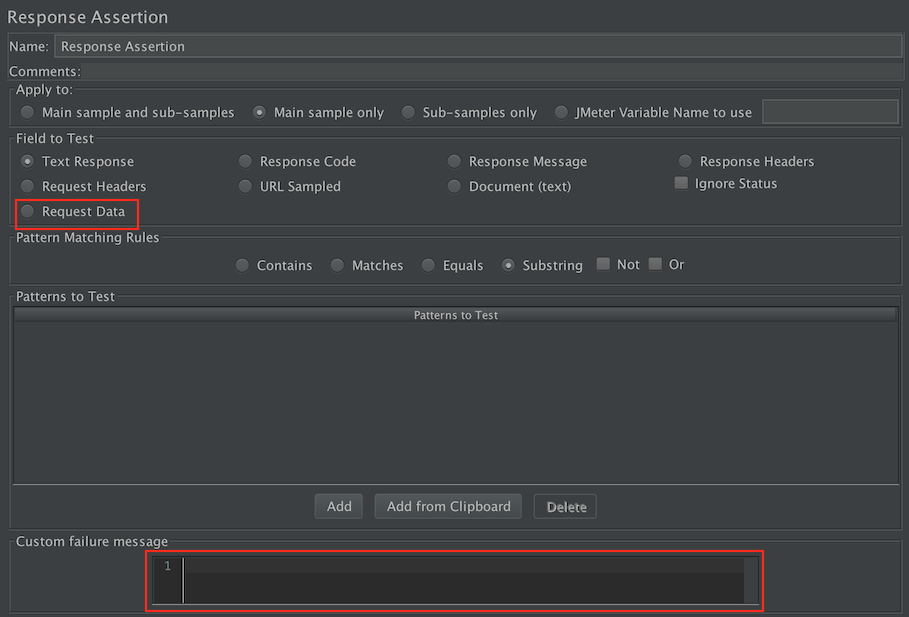 Response Assertion
Name: Response Assertion
Comments:
Apply to:
Main sample and sub-samples Main sample only Sub-samples only JMeter Variable Name to use
Field to Test
Text Response Response Code Response Message Response Headers
Request Headers URL Sampled Document (text) Ignore Status
Request Data
Pattern Matching Rules
Contains Matches Equals Substring Not Or
Patterns to Test
Patterns to Test
Add Add from Clipboard Delete
Custom failure message
1